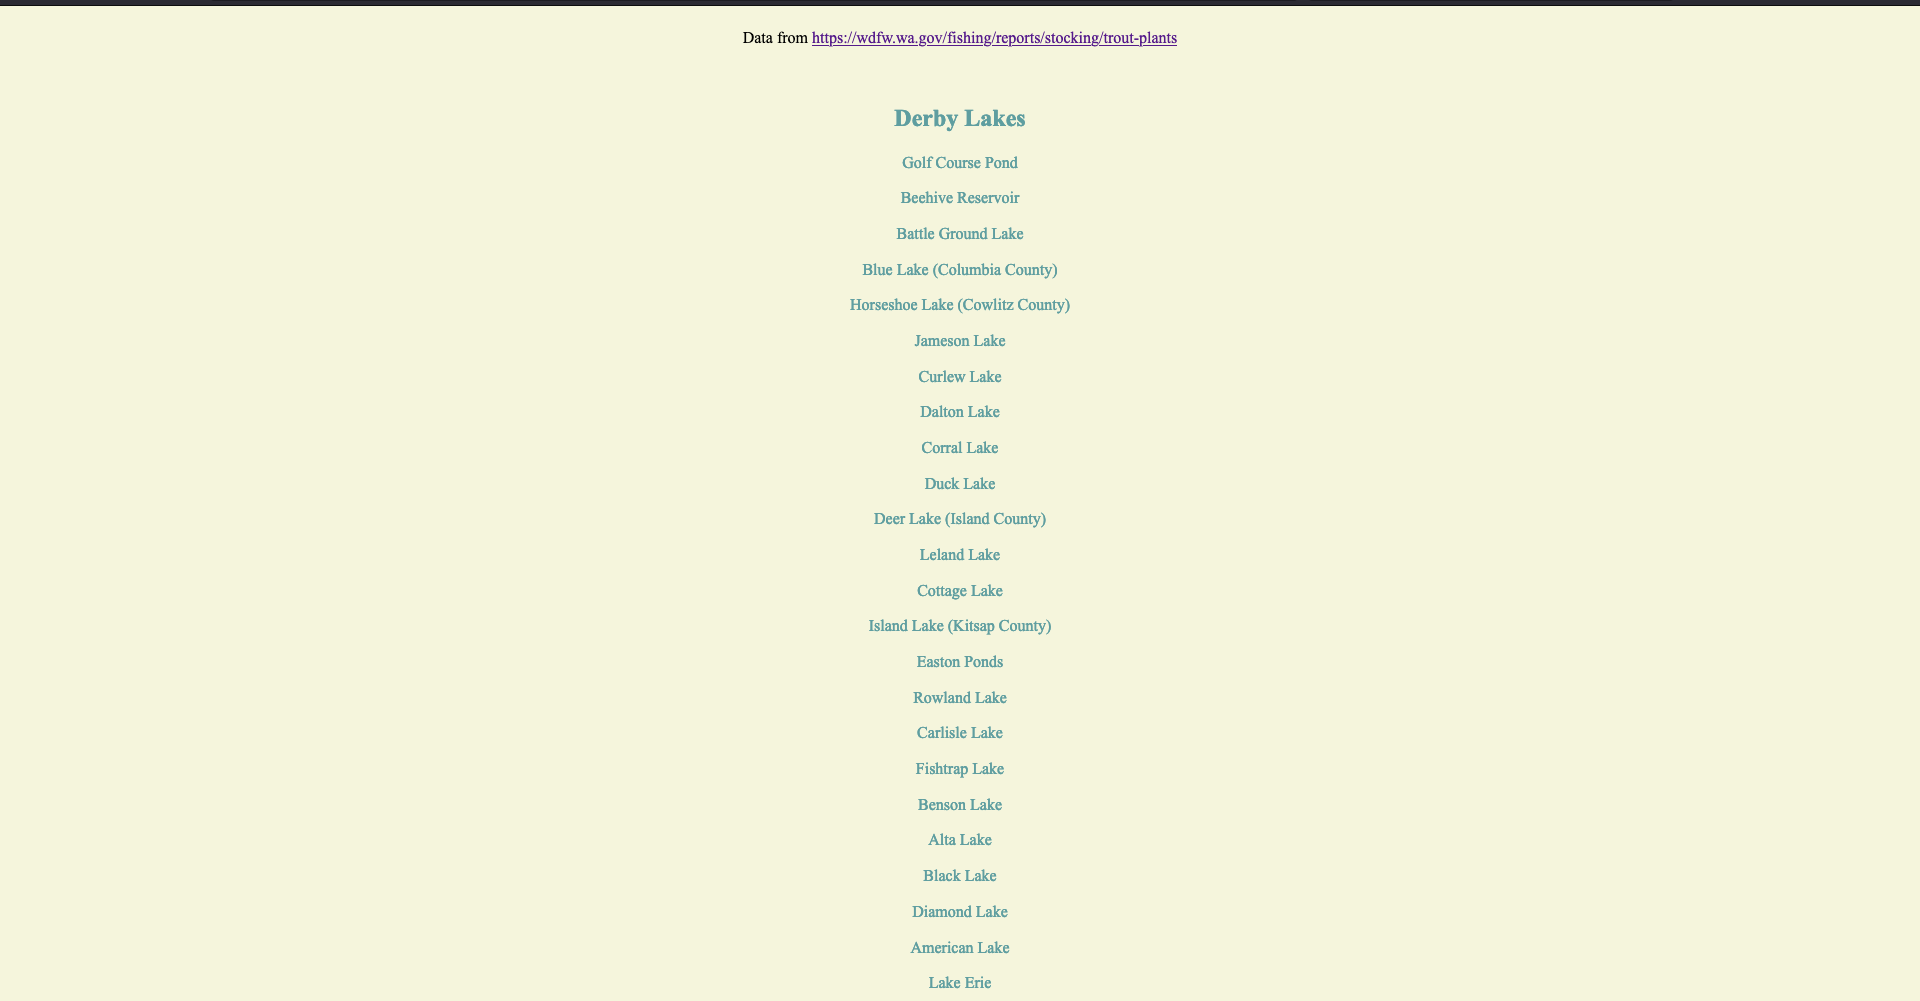 Data from https://wdfw.wa.gov/fishing/reports/stocking/trout-plants
Derby Lakes
Golf Course Pond
Beehive Reservoir
Battle Ground Lake
Blue Lake (Columbia County)
Horseshoe Lake (Cowlitz County)
Jameson Lake
Curlew Lake
Dalton Lake
Corral Lake
Duck Lake
Deer Lake (Island County)
Leland Lake
Cottage Lake
Island Lake (Kitsap County)
Easton Ponds
Rowland Lake
Carlisle Lake
Fishtrap Lake
Benson Lake
Alta Lake
Black Lake
Diamond Lake
American Lake
Lake Erie